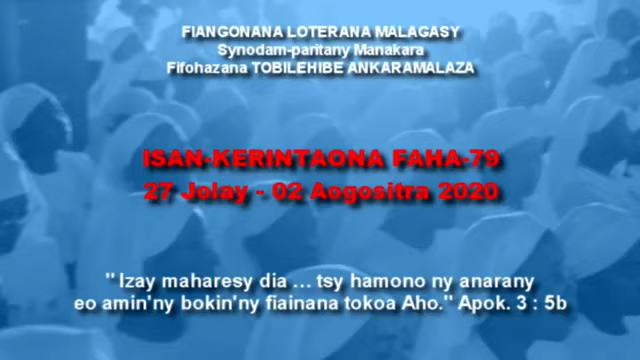 FIANGONANA LOTERANA MALAGASY
Synodam-paritany Manakara
Fifohazana TOBILEHIBE ANKARAMALAZA
ISAN-KERINTAONA FAHA-79
27 Jolay - 02 Aogositra 2020
" Izay maharesy dia ... tsy hamono ny anarany
eo amin'ny bokin'ny fiainana tokoa Aho." Apok. 3 : 5b